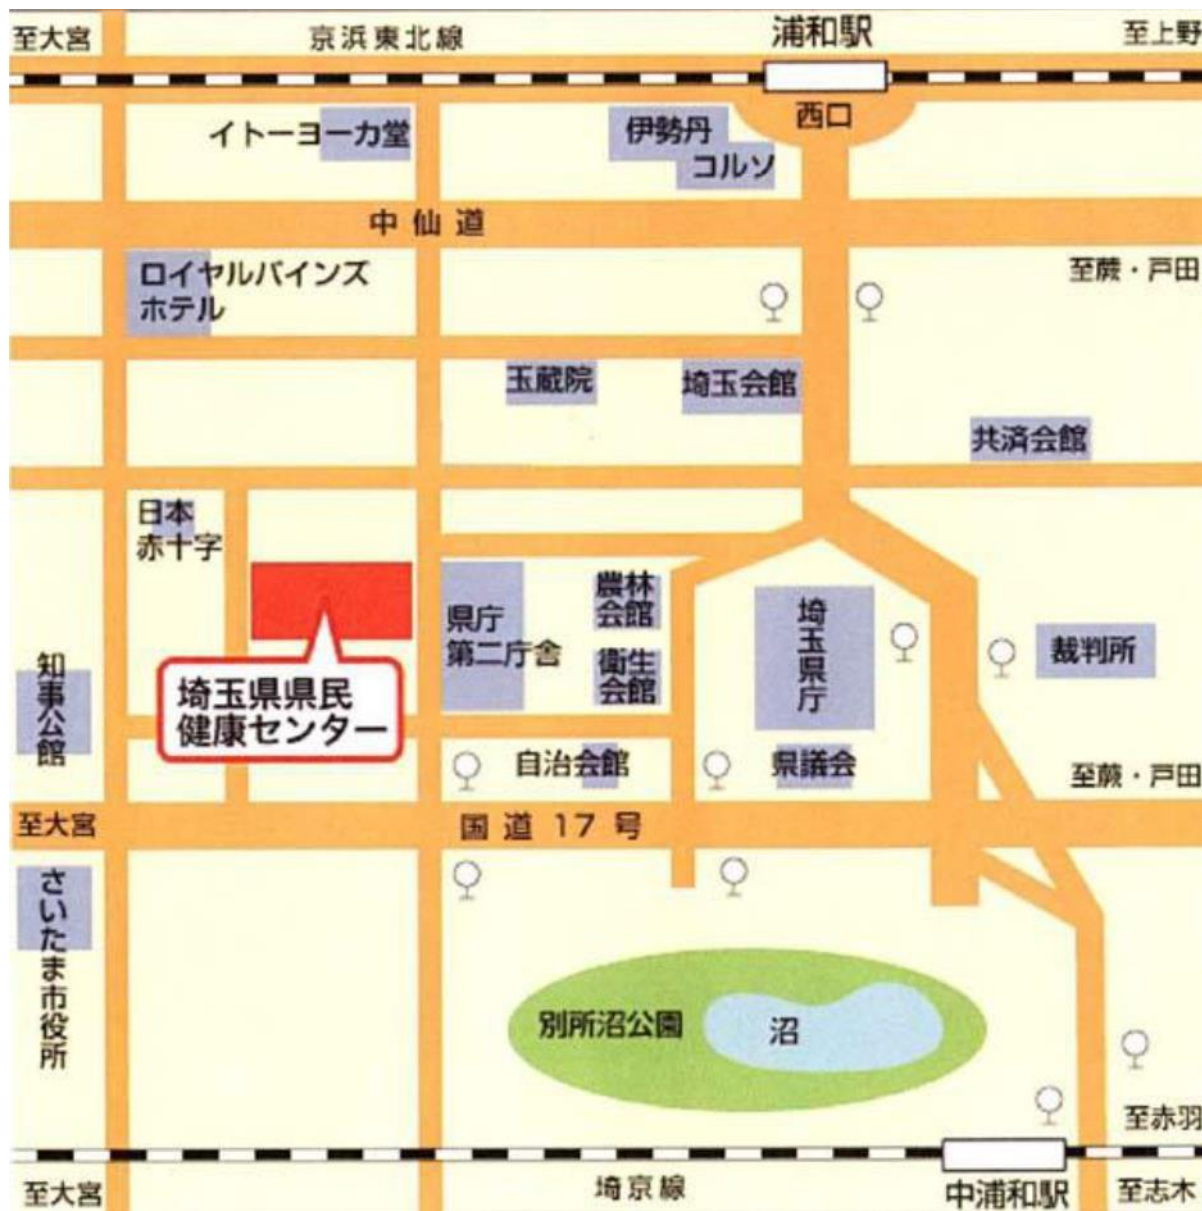 至大宮
京浜東北線
浦和駅
至上野
西口
イトーヨーカ堂
伊勢丹
コルソ
中仙道
ロイヤルパインズ
ホテル
至蕨・戸田
玉蔵院
埼玉会館
共済会館
日本
赤十字
県庁
第二庁舎
農林
会館
衛生
会館
埼玉県庁
裁判所
知事公館
埼玉県県民
健康センター
自治会館
県議会
至蕨・戸田
至大宮
国道17号
さいたま市役所
別所沼公園
沼
至赤羽
至大宮
埼京線
中浦和駅
至志木